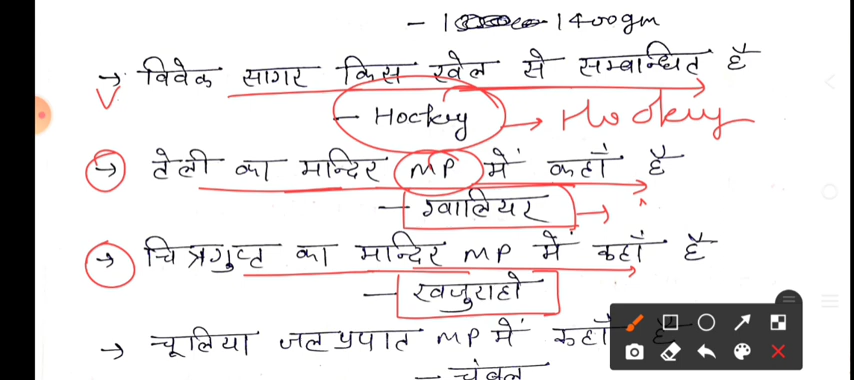 - 1400gm
→ विवेक सागर किस खेल से सम्बन्धित है
- Hockey → Hockey
→ तेली का मन्दिर MP में कहाँ है
- ग्वालियर →
→ चित्रगुप्त का मन्दिर MP में कहाँ है
- खजुराहो
→ चूलिया जलप्रपात MP में कहाँ है
- चंबल